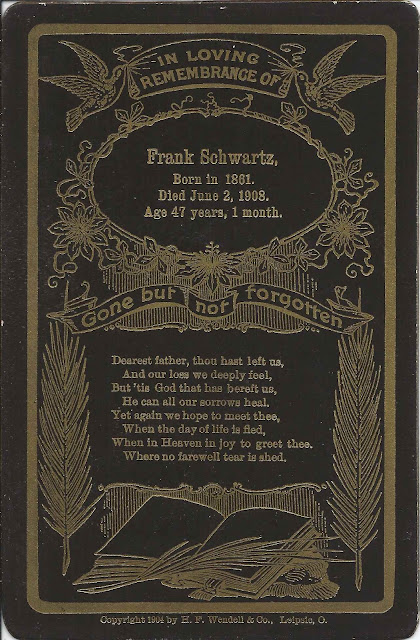 IN LOVING
REMEMBRANCE OF
Frank Schwartz,
Born in 1861.
Died June 2, 1908.
Age 47 years, 1 month.
Gone but not forgotten
Dearest father, thou hast left us,
And our loss we deeply feel,
But 'tis God that has bereft us,
He can all our sorrows heal.
Yet again we hope to meet thee,
When the day of life is fled,
When in Heaven in joy to greet thee.
Where no farewell tear is shed.
Copyright 1904 by H. F. Wendell & Co., Leipsic, O.